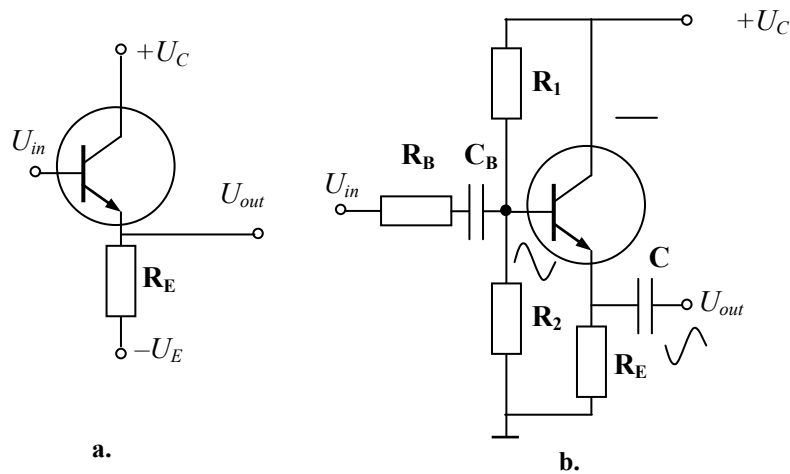 +U_C
U_in
U_out
R_E
–U_E
a.
+U_C
R_1
R_B
C_B
U_in
C
U_out
R_2
R_E
b.